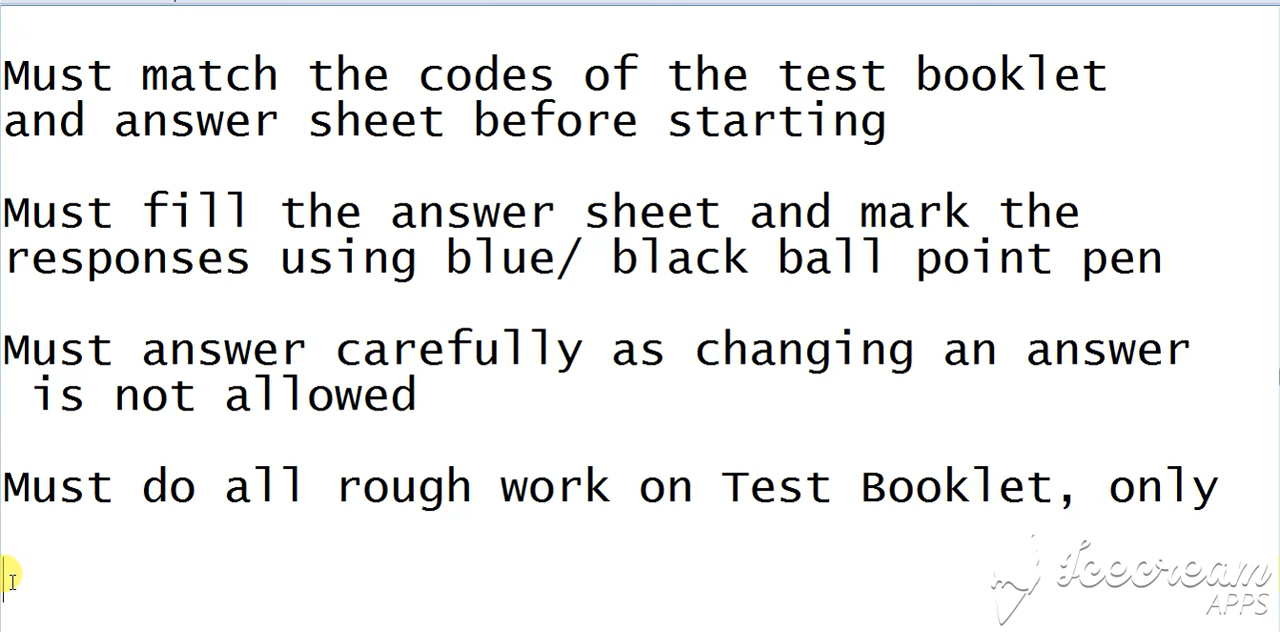 Must match the codes of the test booklet
and answer sheet before starting
Must fill the answer sheet and mark the
responses using blue/ black ball point pen
Must answer carefully as changing an answer
is not allowed
Must do all rough work on Test Booklet, only
Icecream
APPS